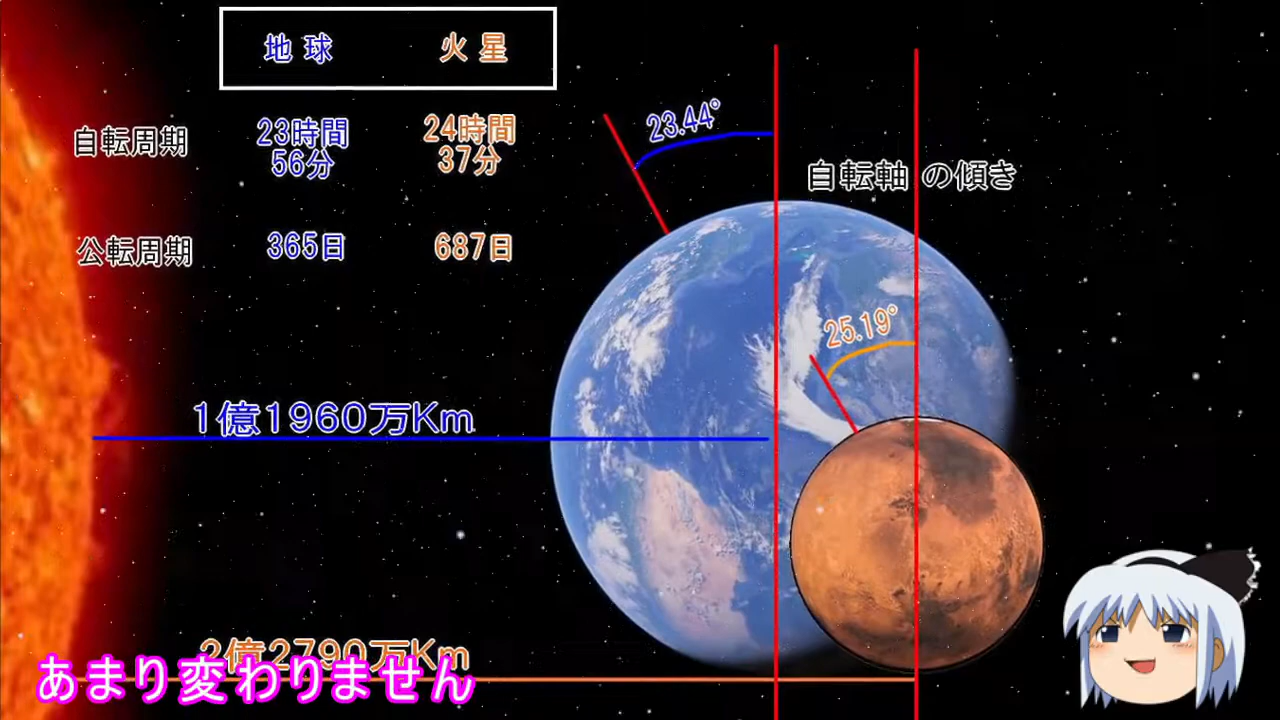 地球 火星
自転周期 23時間56分 24時間37分
公転周期 365日 687日
23.44°
自転軸の傾き
25.19°
1億1960万Km
2億2790万Km
あまり変わりません